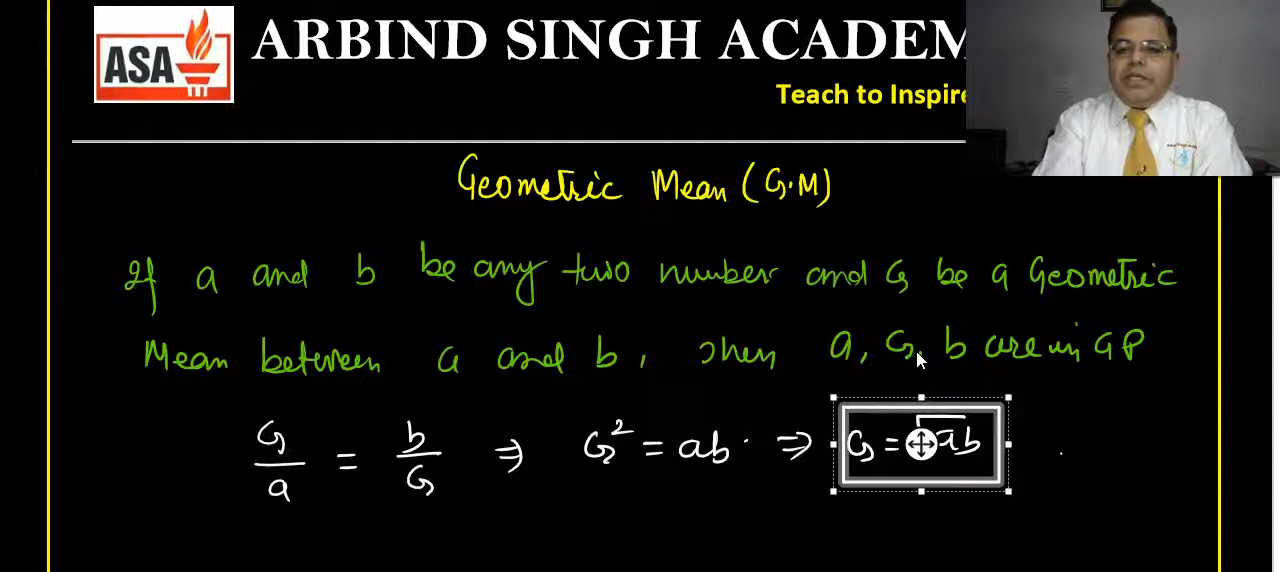 ASA
ARBIND SINGH ACADEM
Teach to Inspire
Geometric Mean (G.M)
If a and b be any two number and G be a Geometric
Mean between a and b, then a, G, b are in GP
G/a = b/G ⇒ G² = ab ⇒ G = √ab